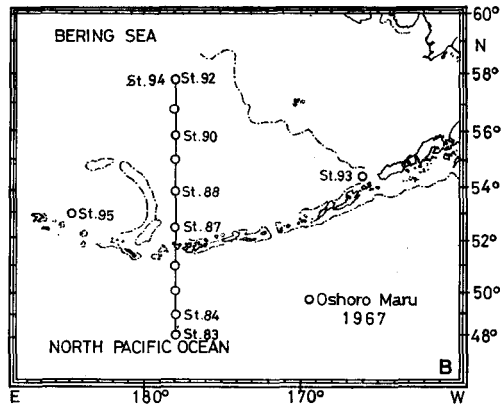 60°
BERING SEA
N
St.94 St.92
58°
St.90
56°
St.93
St.88
54°
St.95
St.87
52°
50°
Oshoro Maru
1967
St.84
St.83
48°
NORTH PACIFIC OCEAN
B
E 180° 170° W